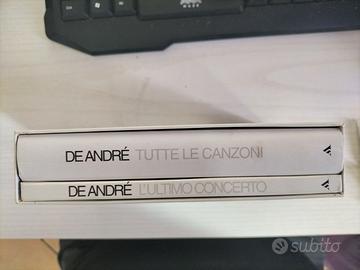 DE ANDRÉ TUTTE LE CANZONI
DE ANDRÉ L'ULTIMO CONCERTO
subito